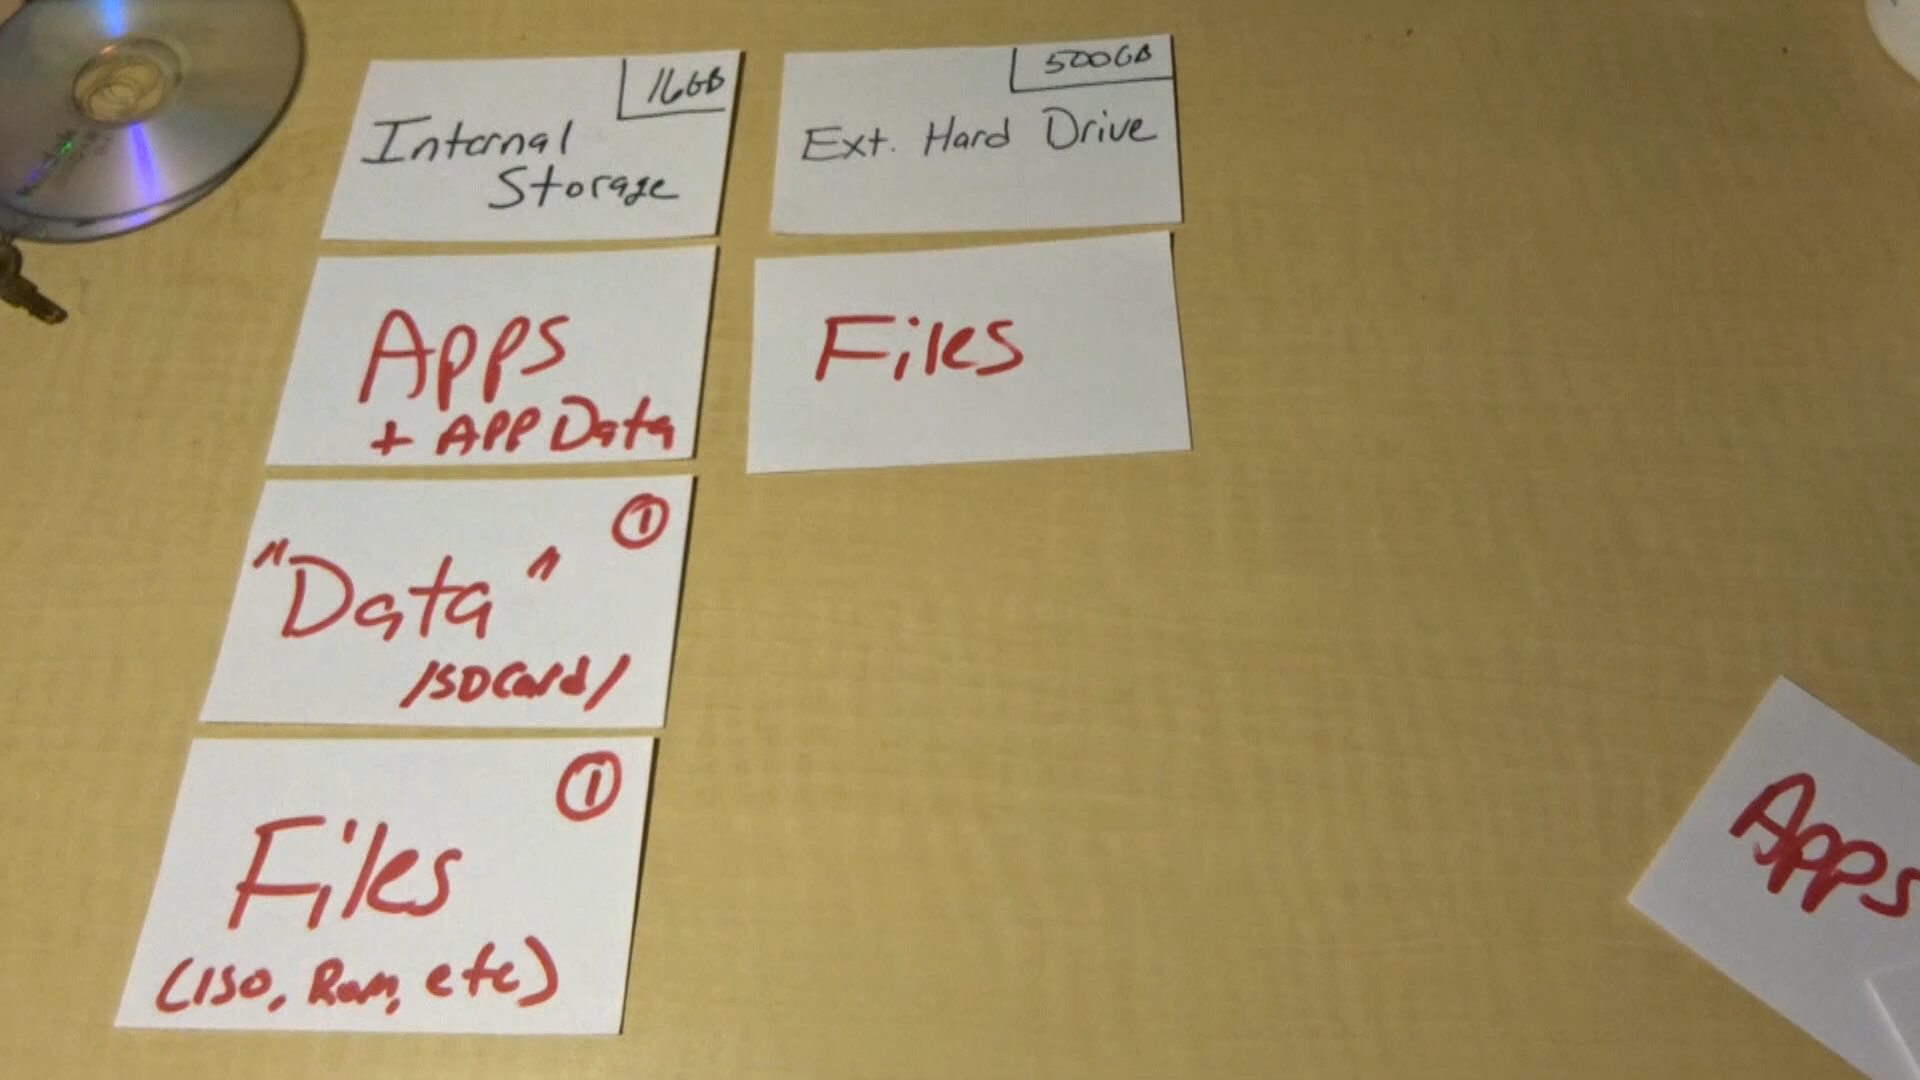 16GB
Internal
Storage
500GB
Ext. Hard Drive
Apps
+ APP Data
Files
1
"Data"
/SDCard/
1
Files
(ISO, Rom, etc)
Apps